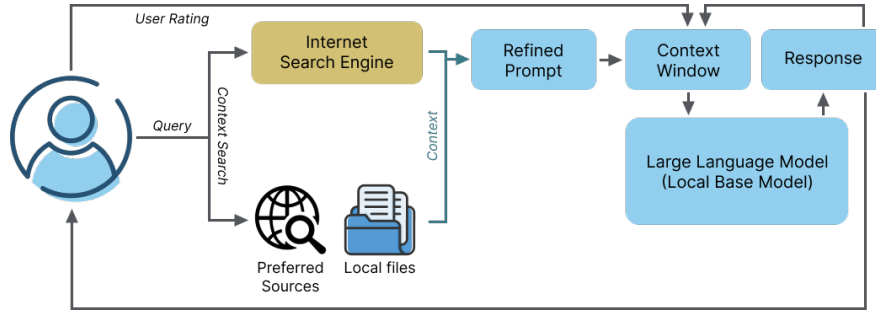 User Rating
Internet
Search Engine
Refined
Prompt
Context
Window
Response
Query
Context Search
Context
Large Language Model
(Local Base Model)
Preferred
Sources
Local files